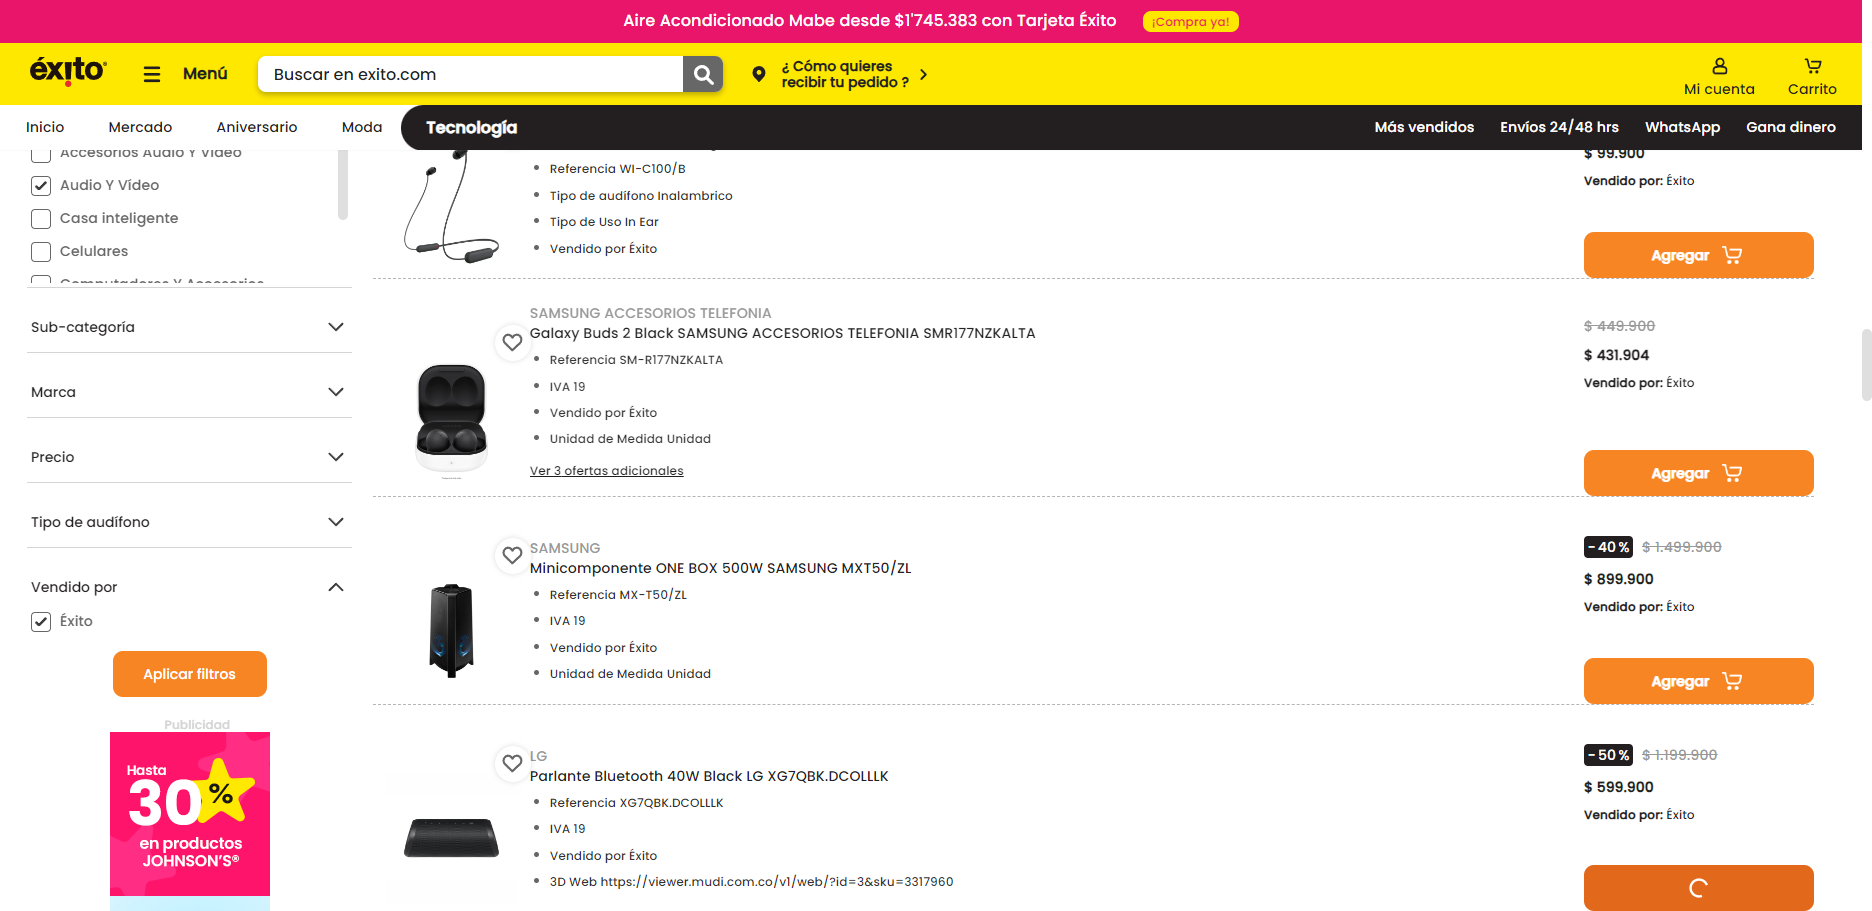 Aire Acondicionado Mabe desde $1'745.383 con Tarjeta Éxito
¡Compra ya!
éxito
Menú
Buscar en exito.com
¿ Cómo quieres
recibir tu pedido ?
Mi cuenta
Carrito
Inicio
Mercado
Aniversario
Moda
Tecnología
Más vendidos
Envíos 24/48 hrs
WhatsApp
Gana dinero
Accesorios Audio Y Video
Audio Y Vídeo
Casa inteligente
Celulares
Computadores Y Accesorios
Sub-categoría
Marca
Precio
Tipo de audífono
Vendido por
Éxito
Aplicar filtros
Publicidad
Hasta
30%
en productos
JOHNSON'S®
Referencia WI-C100/B
Tipo de audífono Inalambrico
Tipo de Uso In Ear
Vendido por Éxito
$ 99.900
Vendido por: Éxito
Agregar
SAMSUNG ACCESORIOS TELEFONIA
Galaxy Buds 2 Black SAMSUNG ACCESORIOS TELEFONIA SMR177NZKALTA
Referencia SM-R177NZKALTA
IVA 19
Vendido por Éxito
Unidad de Medida Unidad
Ver 3 ofertas adicionales
$ 449.900
$ 431.904
Vendido por: Éxito
Agregar
SAMSUNG
Minicomponente ONE BOX 500W SAMSUNG MXT50/ZL
Referencia MX-T50/ZL
IVA 19
Vendido por Éxito
Unidad de Medida Unidad
-40% $ 1.499.900
$ 899.900
Vendido por: Éxito
Agregar
LG
Parlante Bluetooth 40W Black LG XG7QBK.DCOLLLK
Referencia XG7QBK.DCOLLLK
IVA 19
Vendido por Éxito
3D Web https://viewer.mudi.com.co/v1/web/?id=3&sku=3317960
-50% $ 1.199.900
$ 599.900
Vendido por: Éxito